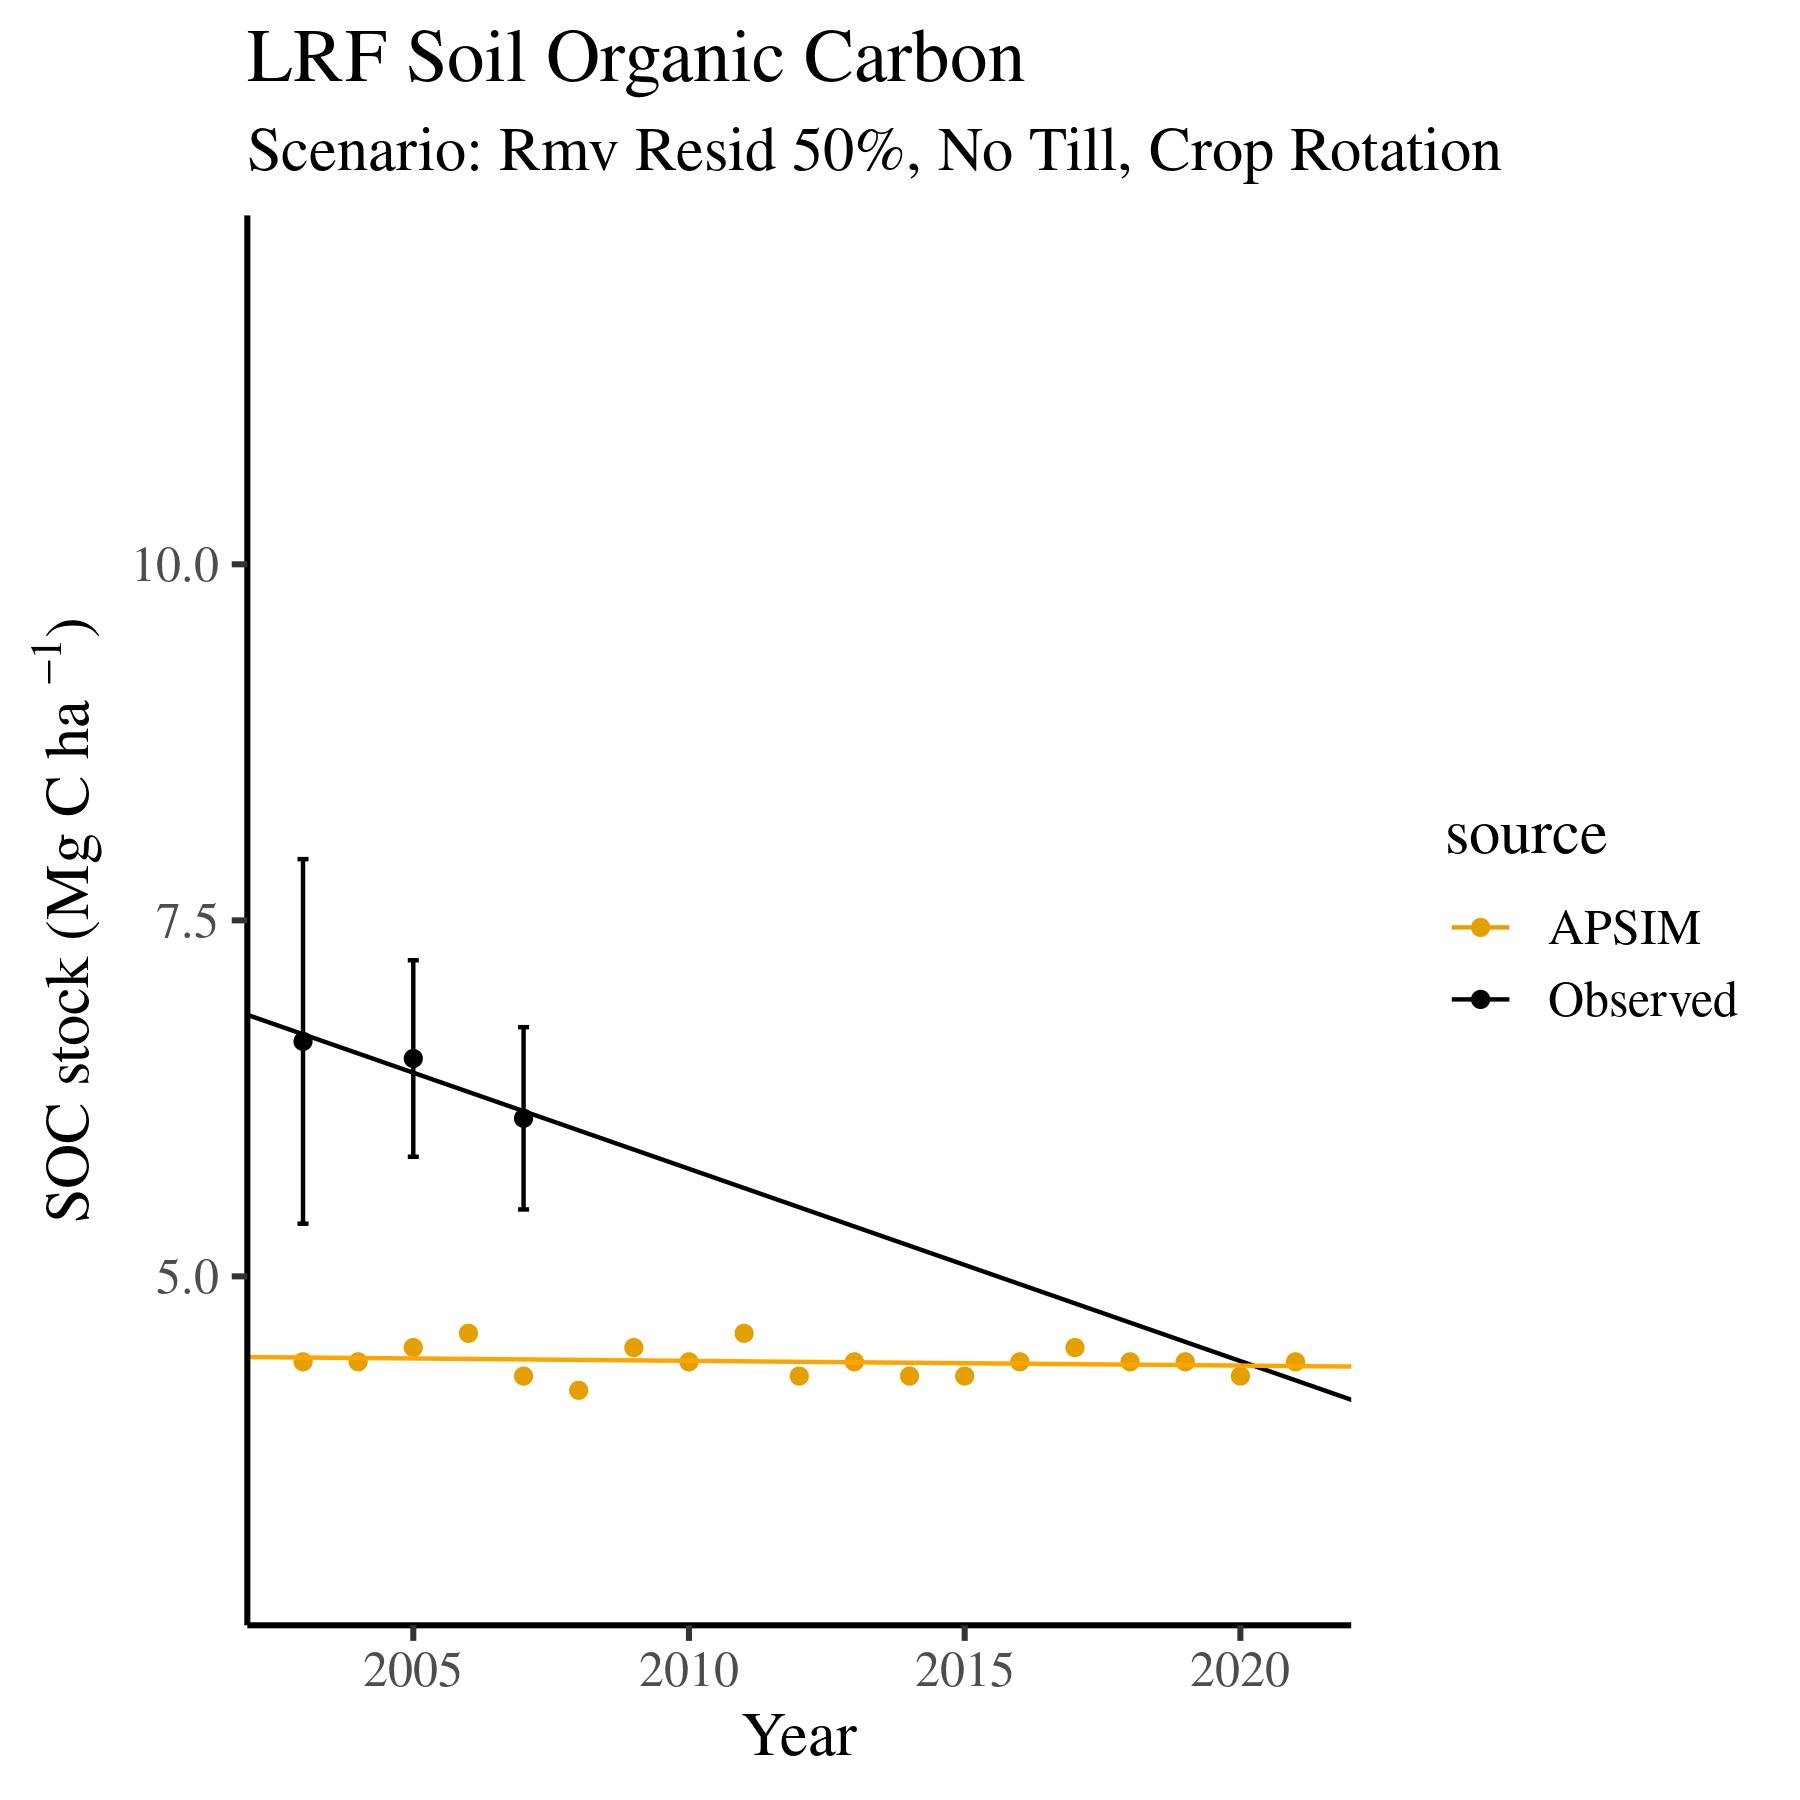 LRF Soil Organic Carbon
Scenario: Rmv Resid 50%, No Till, Crop Rotation
SOC stock (Mg C ha ⁻¹)
10.0
7.5
5.0
2005 2010 2015 2020
Year
source
APSIM
Observed